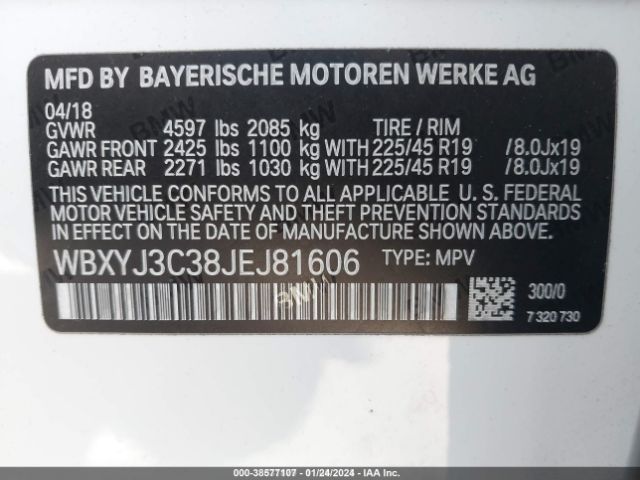 MFD BY BAYERISCHE MOTOREN WERKE AG
04/18
GVWR 4597 lbs 2085 kg TIRE / RIM
GAWR FRONT 2425 lbs 1100 kg WITH 225/45 R19 /8.0Jx19
GAWR REAR 2271 lbs 1030 kg WITH 225/45 R19 /8.0Jx19
THIS VEHICLE CONFORMS TO ALL APPLICABLE U. S. FEDERAL
MOTOR VEHICLE SAFETY AND THEFT PREVENTION STANDARDS
IN EFFECT ON THE DATE OF MANUFACTURE SHOWN ABOVE.
WBXYJ3C38JEJ81606 TYPE: MPV
BMW
300/0
7 320 730
000-38577107 - 01/24/2024 - IAAI.COM